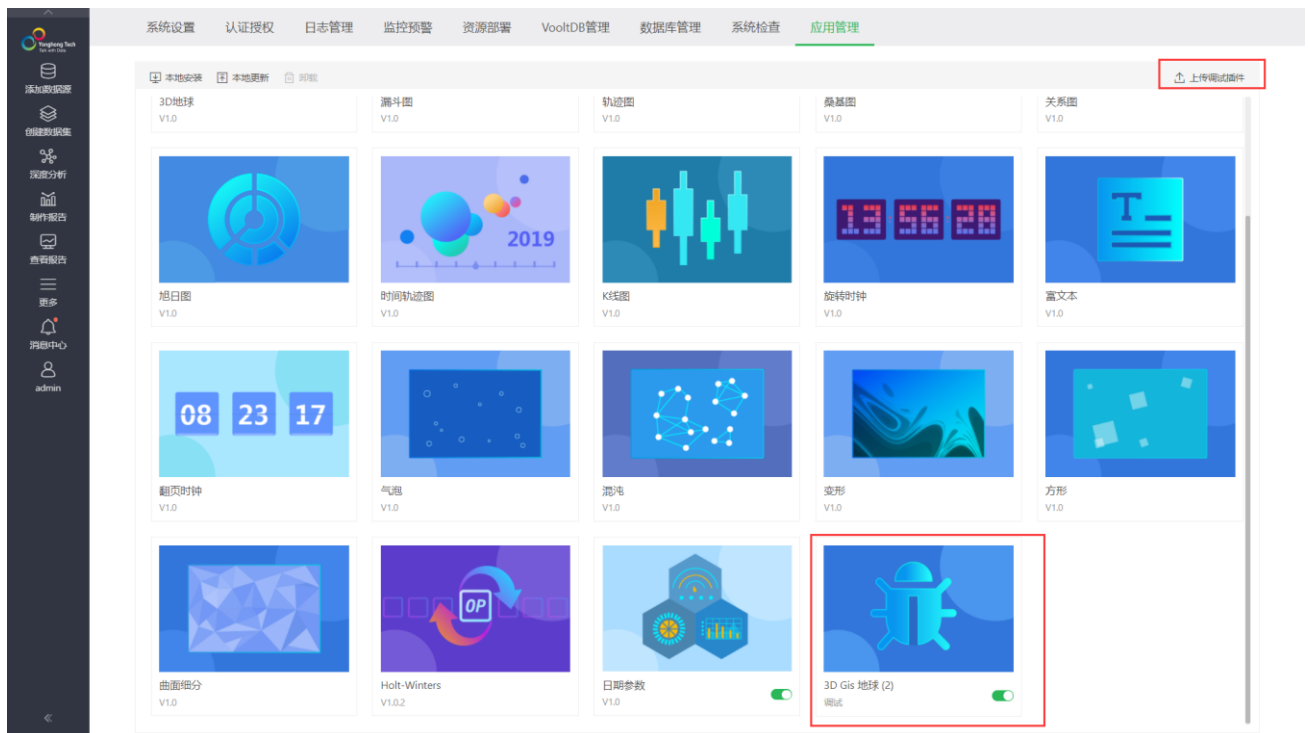 系统设置 认证授权 日志管理 监控预警 资源部署 VooltDB管理 数据库管理 系统检查 应用管理
Yonghong Tech
Talk with Data
添加数据源
创建数据集
深度分析
制作报告
查看报告
更多
消息中心
admin
本地安装 本地更新 卸载 上传调试插件
3D地球 漏斗图 轨迹图 桑基图 关系图
V1.0 V1.0 V1.0 V1.0 V1.0
2019
13 56 28
T
旭日图 时间轨迹图 K线图 旋转时钟 富文本
V1.0 V1.0 V1.0 V1.0 V1.0
08 23 17
翻页时钟 气泡 混沌 变形 方形
V1.0 V1.0 V1.0 V1.0 V1.0
OP
曲面细分 Holt-Winters 日期参数 3D Gis 地球 (2)
V1.0 V1.0.2 V1.0 调试